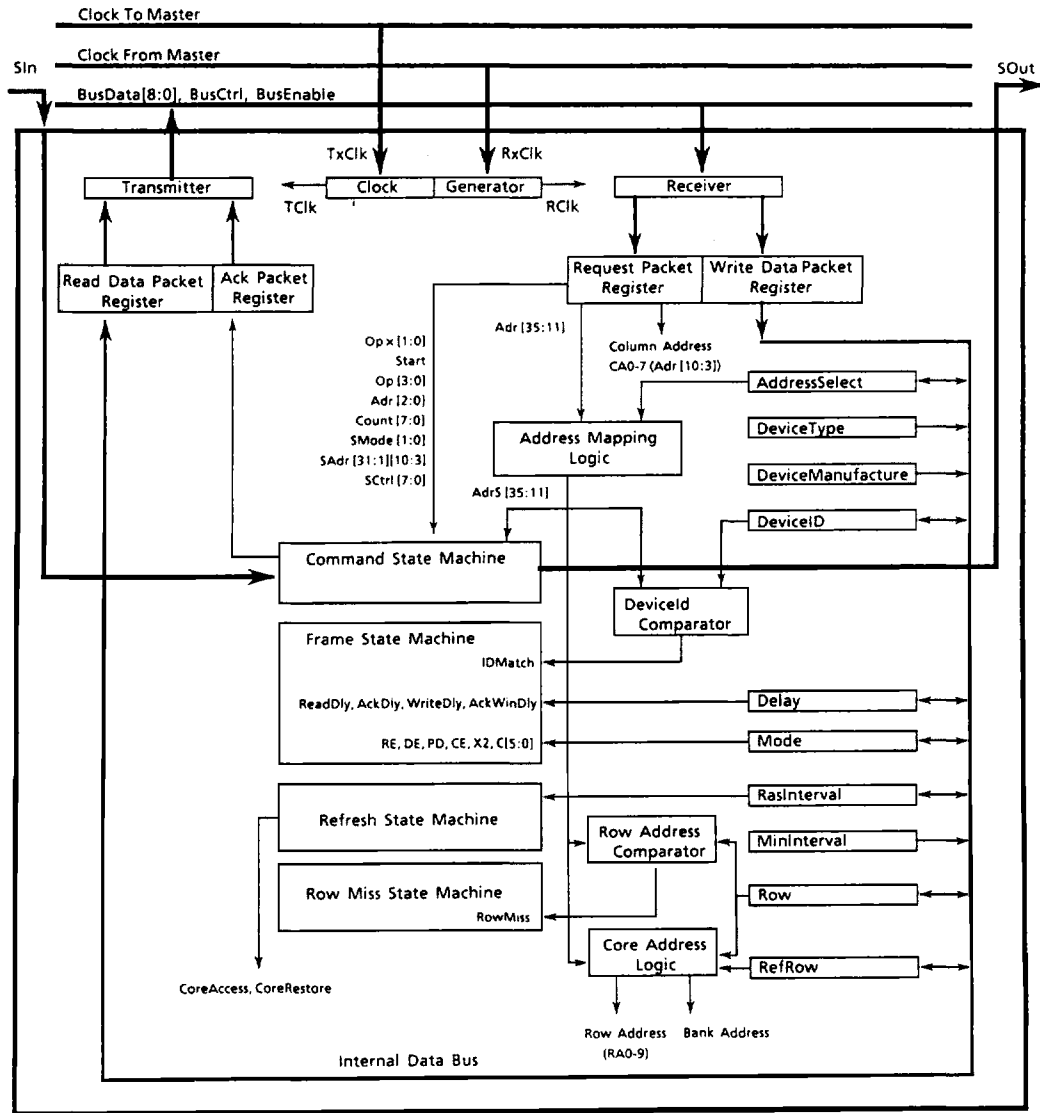 Clock To Master
Clock From Master
SIn
SOut
BusData[8:0], BusCtrl, BusEnable
TxClk
RxClk
Transmitter
Clock
Generator
Receiver
TClk
RClk
Read Data Packet
Register
Ack Packet
Register
Request Packet
Register
Write Data Packet
Register
Adr [35:11]
Column Address
CA0-7 (Adr [10:3])
Opx [1:0]
Start
Op [3:0]
Adr [2:0]
Count [7:0]
SMode [1:0]
SAdr [31:1][10:3]
SCtrl [7:0]
AddressSelect
Address Mapping
Logic
DeviceType
DeviceManufacture
AdrS [35:11]
DeviceID
Command State Machine
DeviceId
Comparator
Frame State Machine
IDMatch
ReadDly, AckDly, WriteDly, AckWinDly
Delay
RE, DE, PD, CE, X2, C[5:0]
Mode
Refresh State Machine
RasInterval
Row Address
Comparator
MinInterval
Row Miss State Machine
RowMiss
Row
Core Address
Logic
RefRow
CoreAccess, CoreRestore
Row Address
(RA0-9)
Bank Address
Internal Data Bus